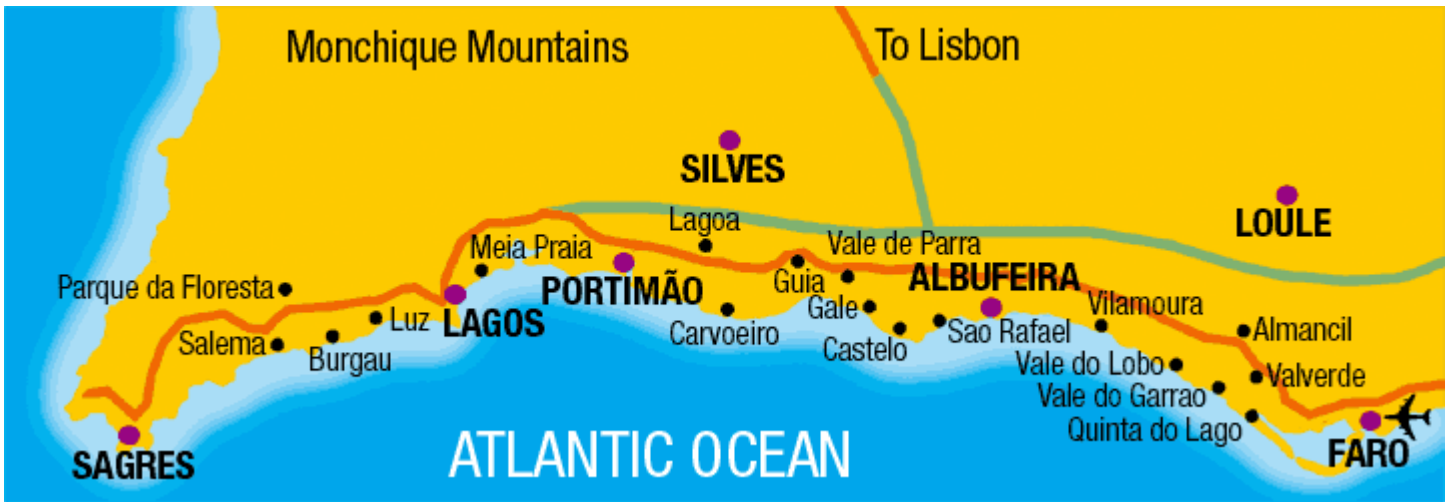 Monchique Mountains
To Lisbon
SILVES
LOULE
Lagoa
Meia Praia
Vale de Parra
Parque da Floresta
PORTIMÃO
Guia
ALBUFEIRA
Gale
Vilamoura
Luz
LAGOS
Carvoeiro
Sao Rafael
Almancil
Salema
Burgau
Castelo
Vale do Lobo
Valverde
Vale do Garrao
Quinta do Lago
SAGRES
ATLANTIC OCEAN
FARO